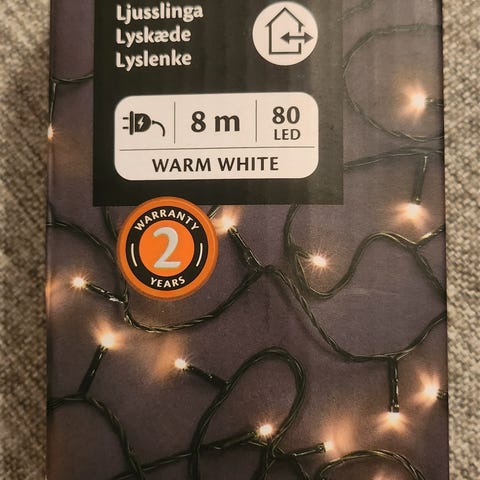 Ljusslinga
Lyskæde
Lyslenke
8 m
80
LED
WARM WHITE
WARRANTY
2
YEARS